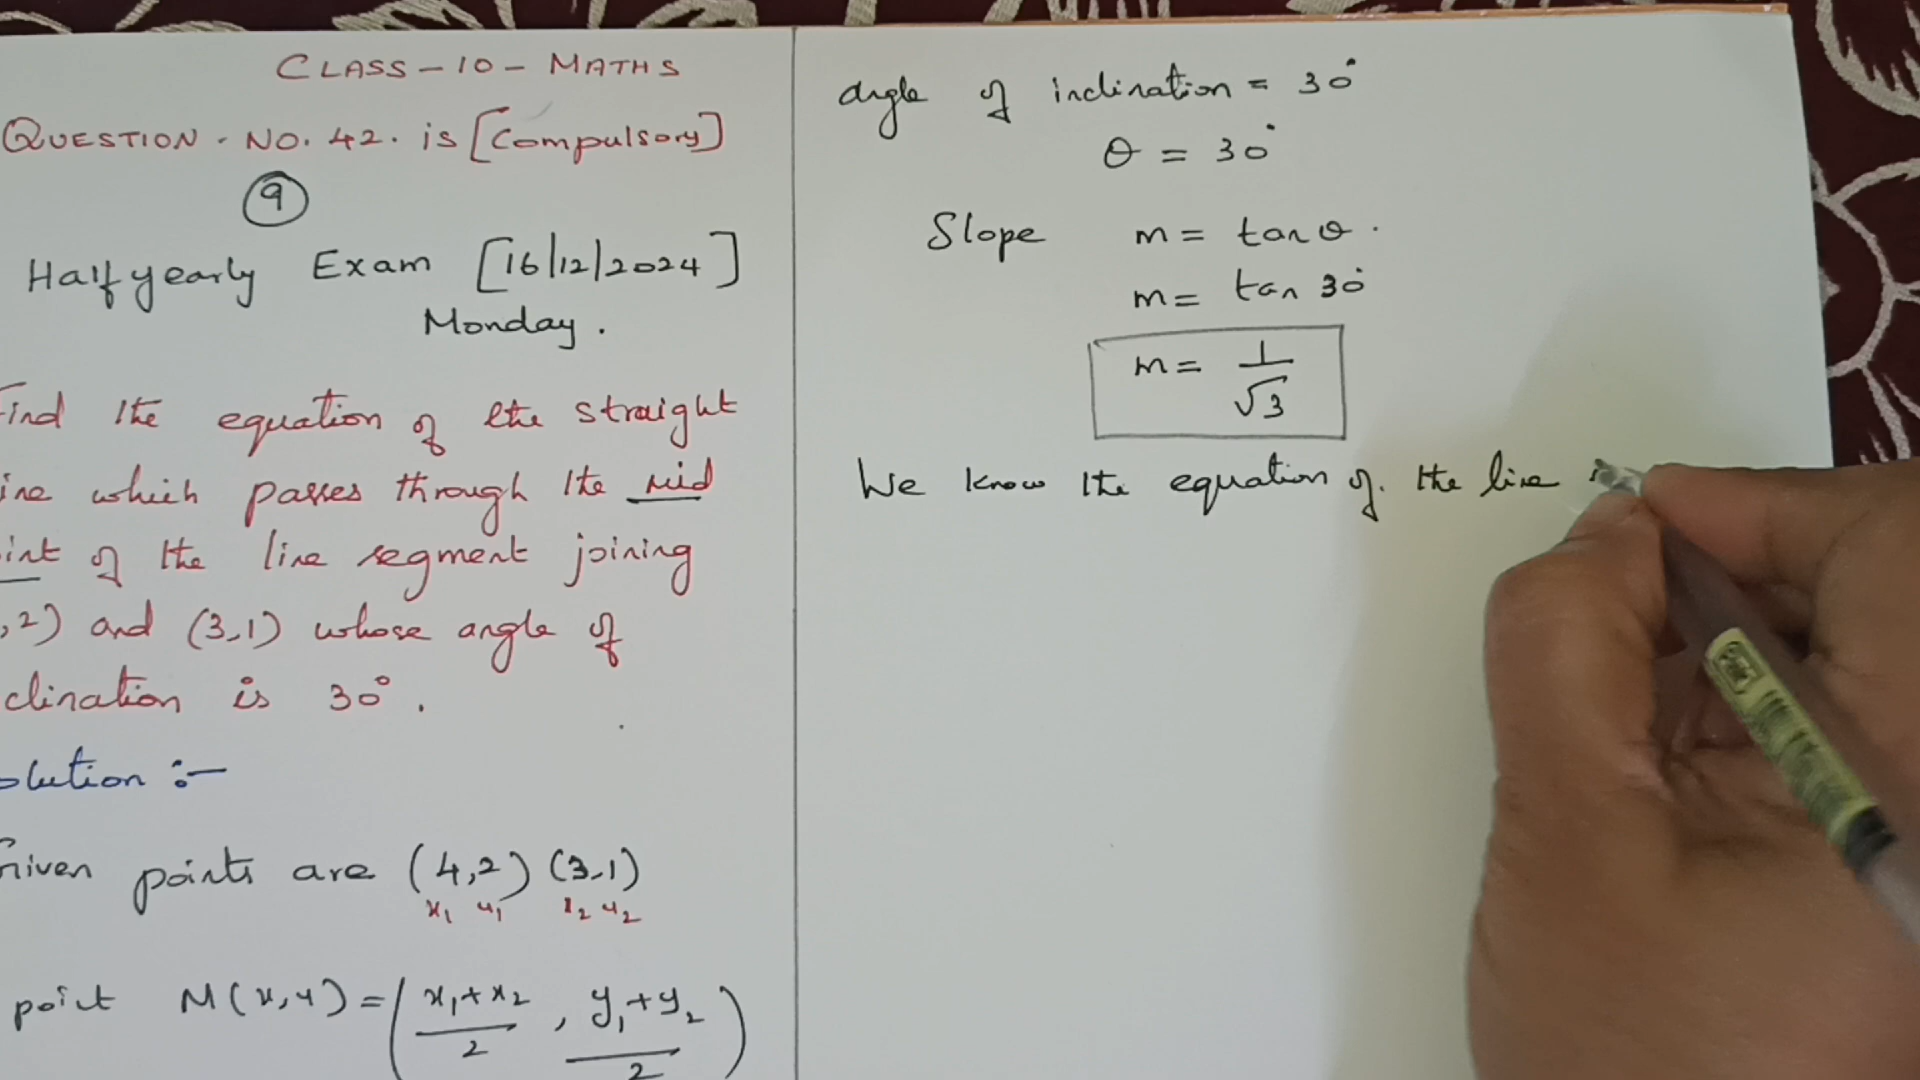 CLASS - 10 - MATHS
QUESTION - NO. 42. is [Compulsory]
9
Half yearly Exam [16/12/2024]
Monday.
Find the equation of the straight
ine which passes through the mid
int of the line segment joining
,2) and (3,1) whose angle of
clination is 30°.
olution :-
Given points are (4,2) (3,1)
x₁ y₁ x₂ y₂
point M(x,y) = ( x₁+x₂ / 2 , y₁+y₂ / 2 )
angle of inclination = 30°
θ = 30°
Slope m = tan θ.
m = tan 30°
m = 1/√3
We know the equation of the line